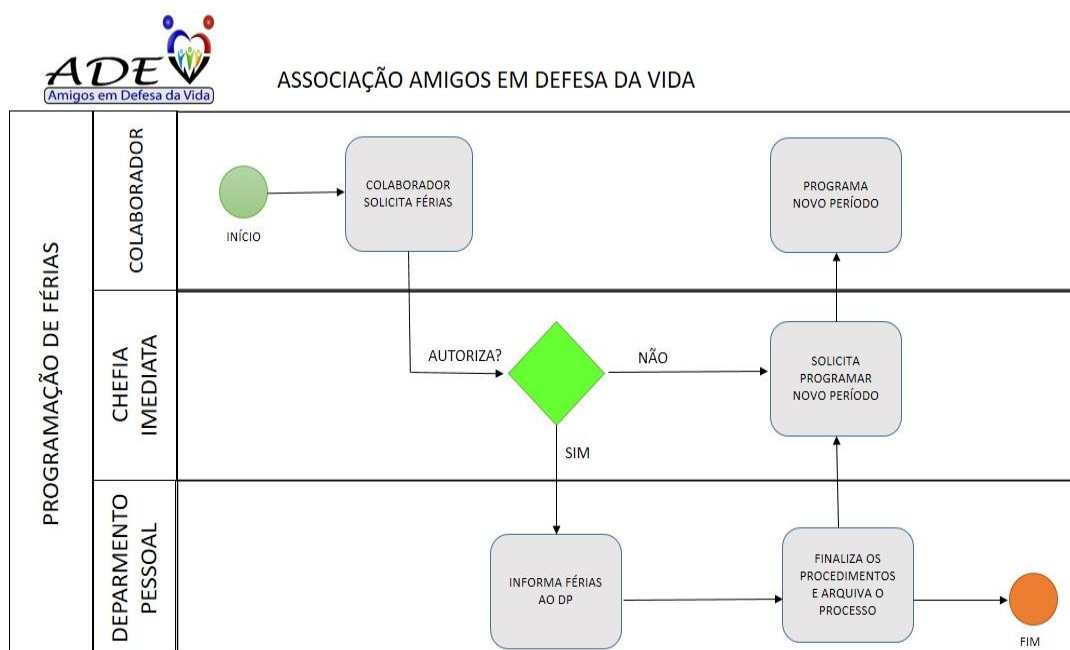 ADE
Amigos em Defesa da Vida
ASSOCIAÇÃO AMIGOS EM DEFESA DA VIDA
PROGRAMAÇÃO DE FÉRIAS
COLABORADOR
INÍCIO
COLABORADOR
SOLICITA FÉRIAS
PROGRAMA
NOVO PERÍODO
CHEFIA
IMEDIATA
AUTORIZA?
NÃO
SIM
SOLICITA
PROGRAMAR
NOVO PERÍODO
DEPARMENTO
PESSOAL
INFORMA FÉRIAS
AO DP
FINALIZA OS
PROCEDIMENTOS
E ARQUIVA O
PROCESSO
FIM